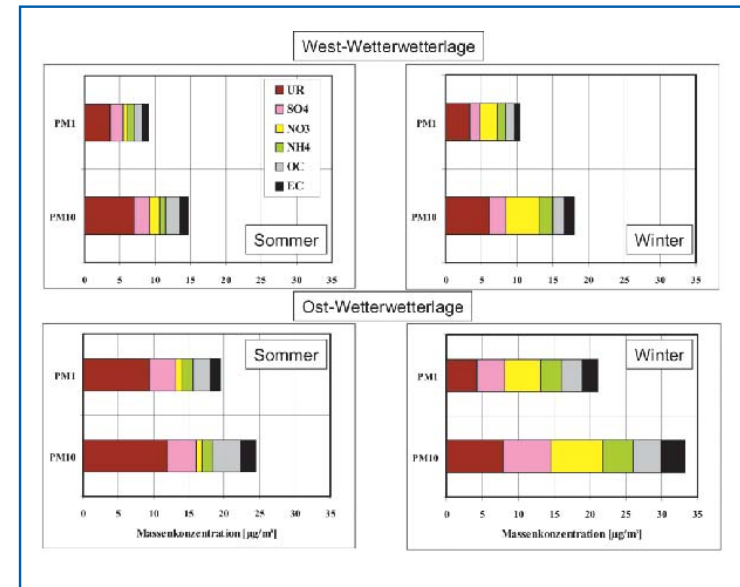 West-Wetterwetterlage
PM1
PM10
UR
SO4
NO3
NH4
OC
EC
Sommer
0 5 10 15 20 25 30 35
PM1
PM10
Winter
0 5 10 15 20 25 30 35
Ost-Wetterwetterlage
Sommer
PM1
PM10
0 5 10 15 20 25 30 35
Massenkonzentration [µg/m³]
Winter
PM1
PM10
0 5 10 15 20 25 30 35
Massenkonzentration [µg/m³]